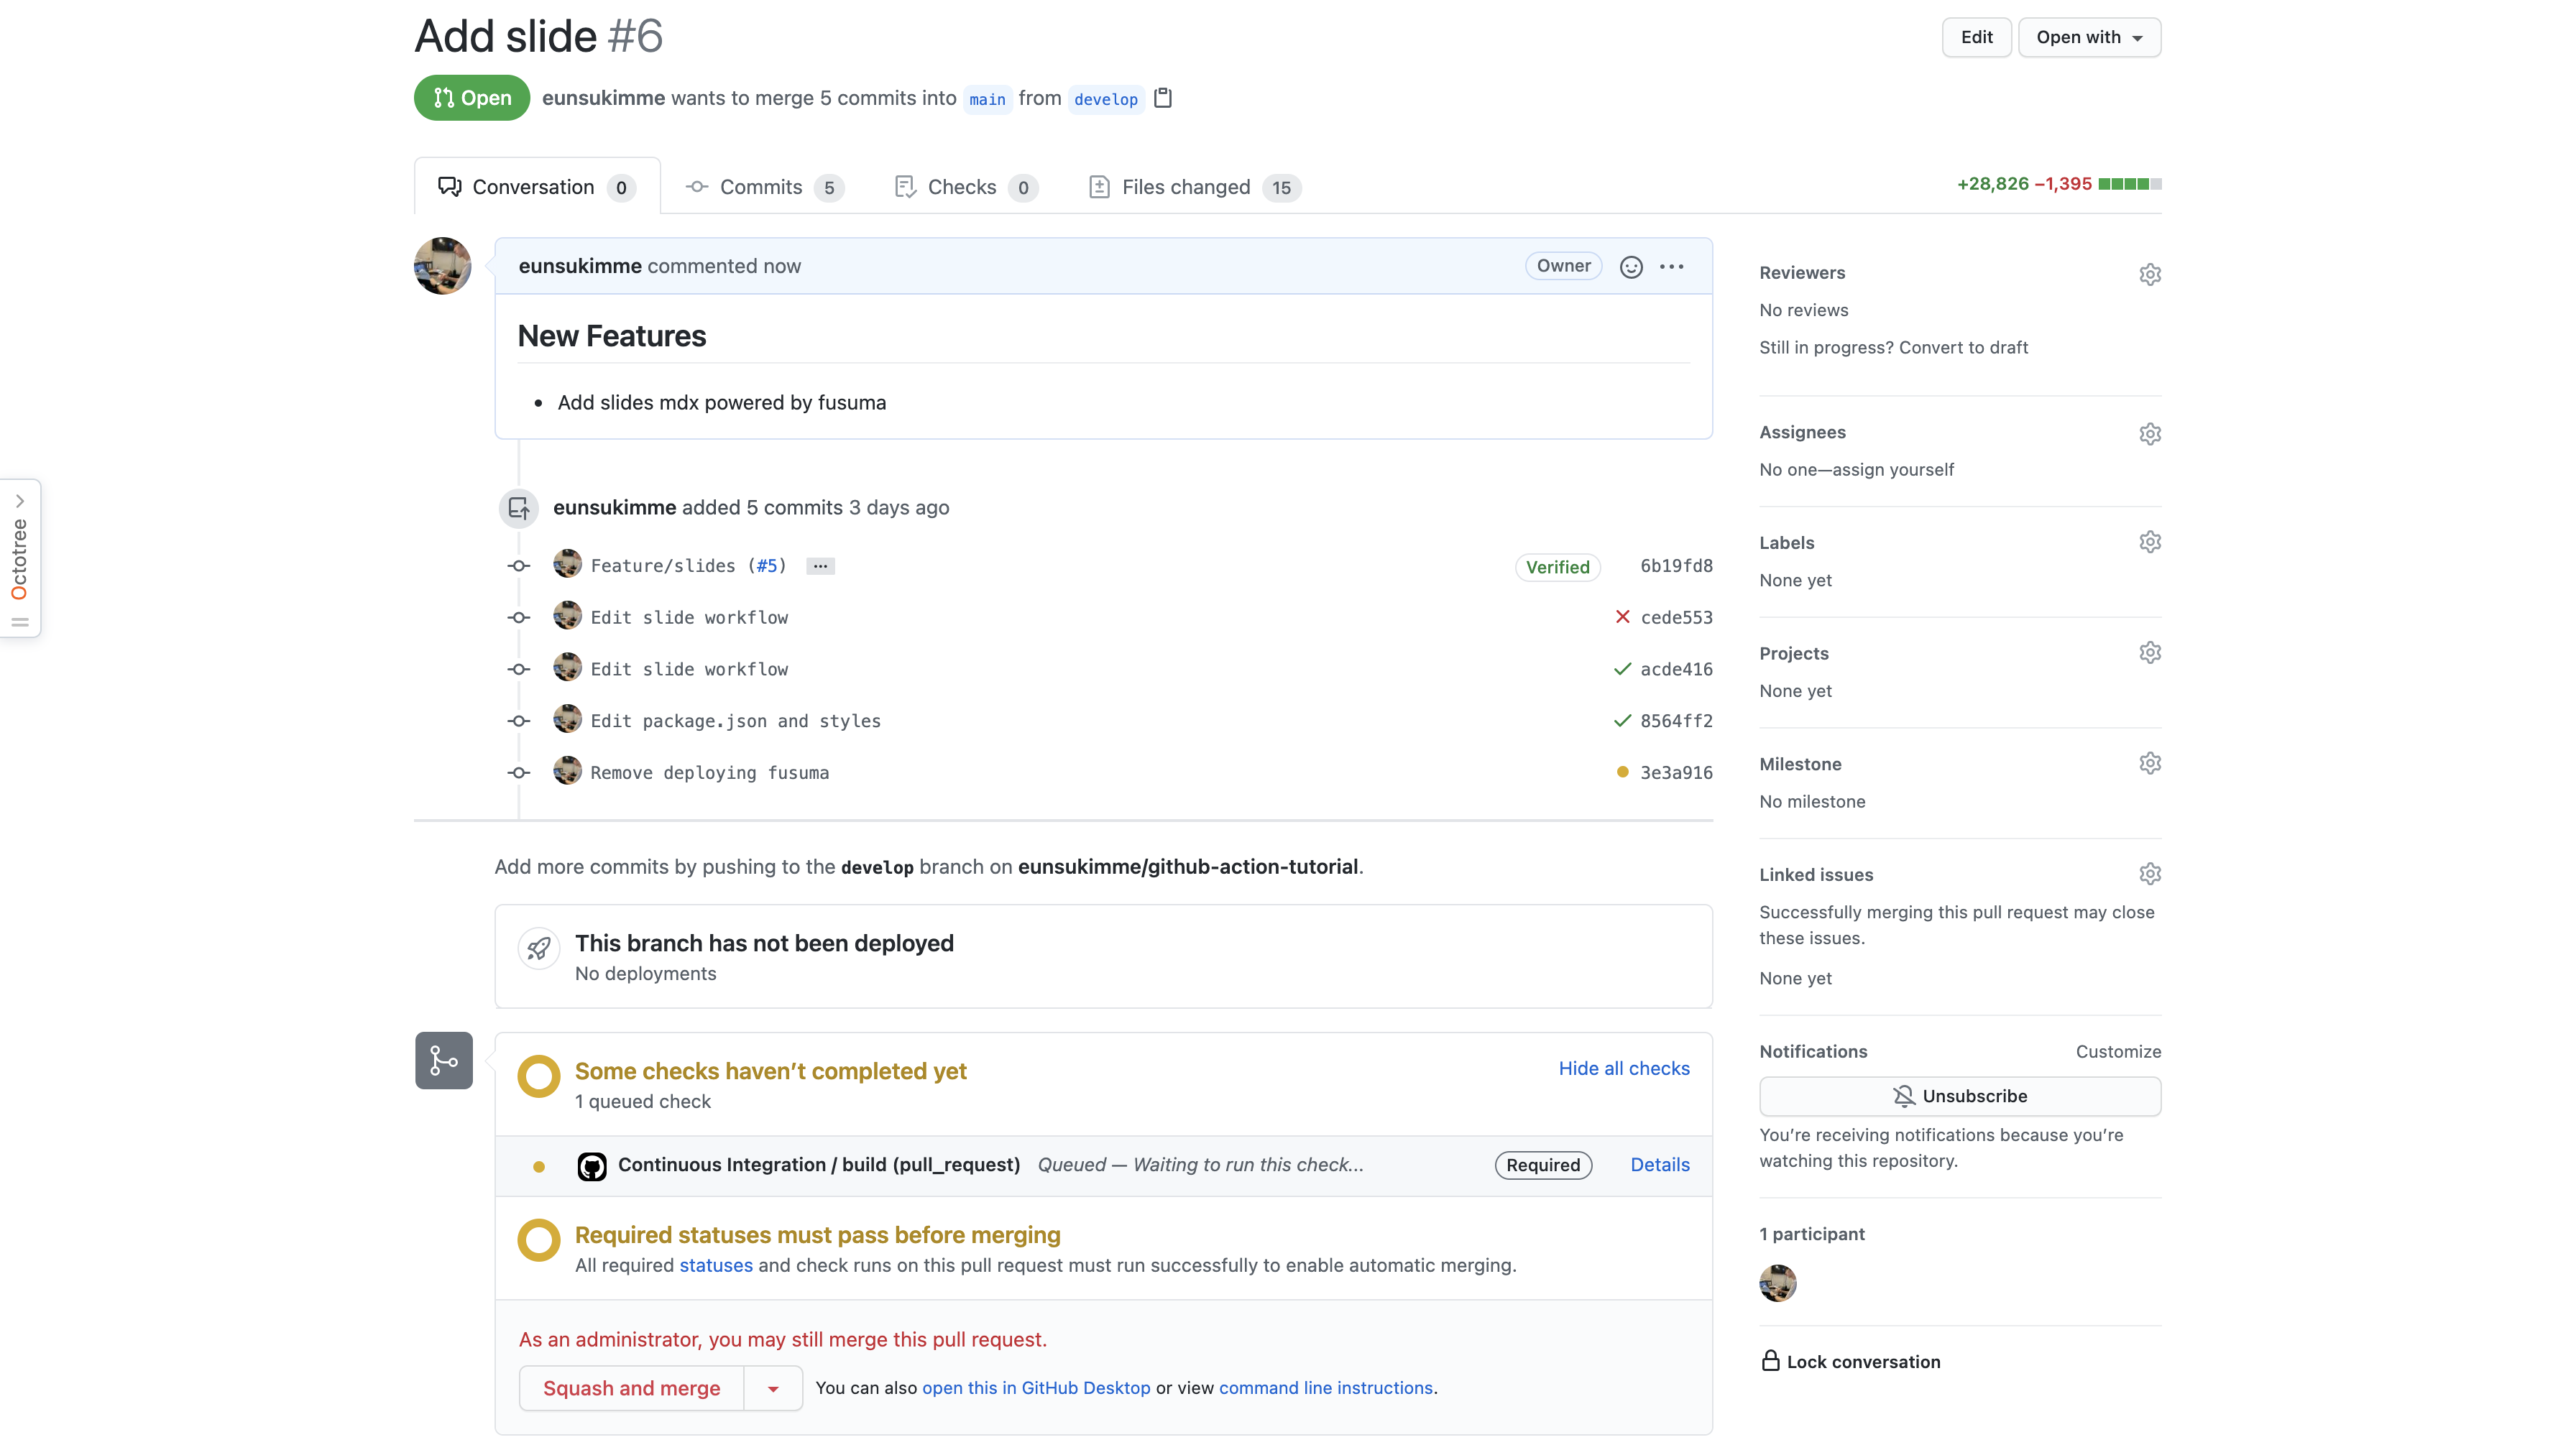 Add slide #6
Edit
Open with
Open
eunsukimme wants to merge 5 commits into main from develop
Conversation 0
Commits 5
Checks 0
Files changed 15
+28,826 −1,395
eunsukimme commented now
Owner
New Features
• Add slides mdx powered by fusuma
Octotree
eunsukimme added 5 commits 3 days ago
Feature/slides (#5) ...
Verified
6b19fd8
Edit slide workflow
cede553
Edit slide workflow
acde416
Edit package.json and styles
8564ff2
Remove deploying fusuma
3e3a916
Add more commits by pushing to the develop branch on eunsukimme/github-action-tutorial.
This branch has not been deployed
No deployments
Some checks haven’t completed yet
1 queued check
Hide all checks
Continuous Integration / build (pull_request) Queued — Waiting to run this check...
Required
Details
Required statuses must pass before merging
All required statuses and check runs on this pull request must run successfully to enable automatic merging.
As an administrator, you may still merge this pull request.
Squash and merge
You can also open this in GitHub Desktop or view command line instructions.
Reviewers
No reviews
Still in progress? Convert to draft
Assignees
No one—assign yourself
Labels
None yet
Projects
None yet
Milestone
No milestone
Linked issues
Successfully merging this pull request may close
these issues.
None yet
Notifications
Customize
Unsubscribe
You’re receiving notifications because you’re
watching this repository.
1 participant
Lock conversation